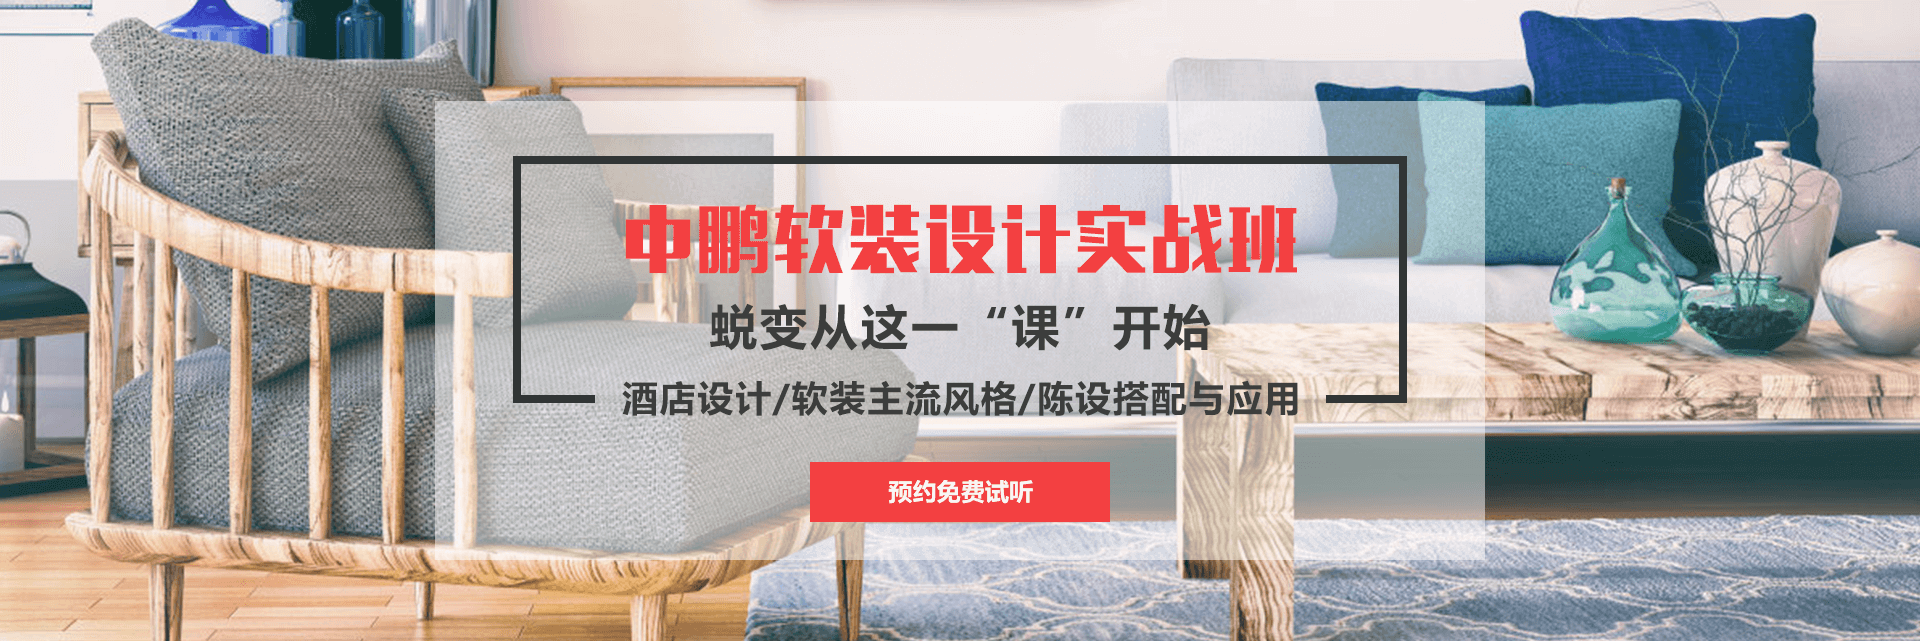 中鹏软装设计实战班
蜕变从这一“课”开始
酒店设计/软装主流风格/陈设搭配与应用
预约免费试听